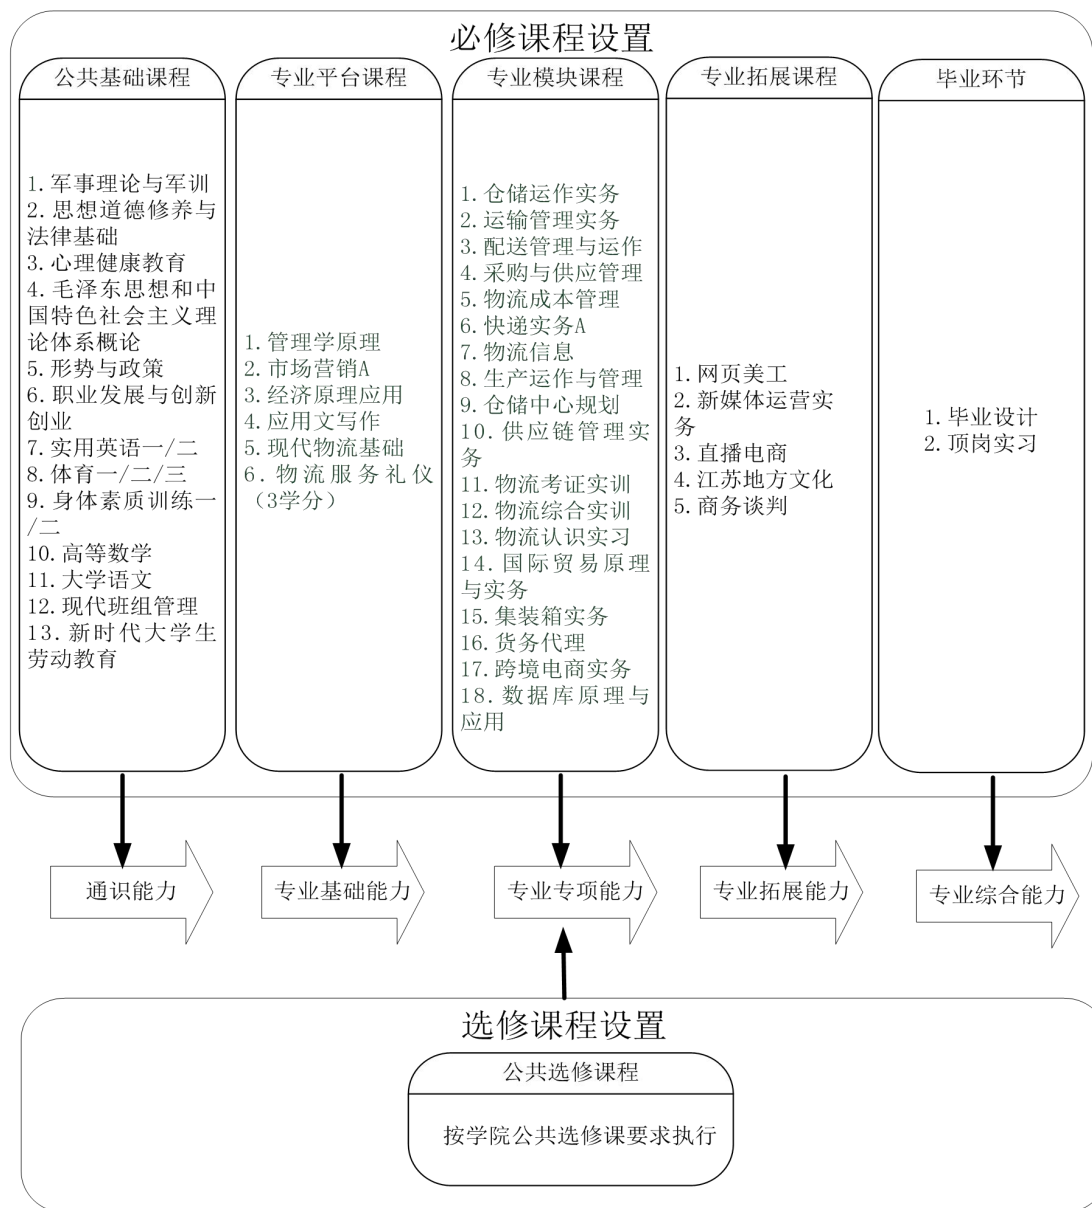 必修课程设置
公共基础课程
1.军事理论与军训
2.思想道德修养与
法律基础
3.心理健康教育
4.毛泽东思想和中
国特色社会主义理
论体系概论
5.形势与政策
6.职业发展与创新
创业
7.实用英语一/二
8.体育一/二/三
9.身体素质训练一
/二
10.高等数学
11.大学语文
12.现代班组管理
13.新时代大学生
劳动教育
专业平台课程
1.管理学原理
2.市场营销A
3.经济原理应用
4.应用文写作
5.现代物流基础
6.物流服务礼仪
（3学分）
专业模块课程
1.仓储运作实务
2.运输管理实务
3.配送管理与运作
4.采购与供应管理
5.物流成本管理
6.快递实务A
7.物流信息
8.生产运作与管理
9.仓储中心规划
10.供应链管理实
务
11.物流考证实训
12.物流综合实训
13.物流认识实习
14.国际贸易原理
与实务
15.集装箱实务
16.货务代理
17.跨境电商实务
18.数据库原理与
应用
专业拓展课程
1.网页美工
2.新媒体运营实
务
3.直播电商
4.江苏地方文化
5.商务谈判
毕业环节
1.毕业设计
2.顶岗实习
通识能力
专业基础能力
专业专项能力
专业拓展能力
专业综合能力
选修课程设置
公共选修课程
按学院公共选修课要求执行